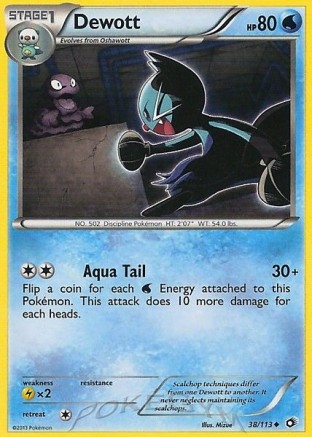 STAGE1 Dewott HP 80
Evolves from Oshawott
NO. 502 Discipline Pokémon HT: 2'07" WT: 54.0 lbs.
Aqua Tail 30+
Flip a coin for each Energy attached to this
Pokémon. This attack does 10 more damage for
each heads.
weakness resistance
×2
retreat
Scalchop techniques differ
from one Dewott to another. It
never neglects maintaining its
scalchops.
©2013 Pokémon
Illus. Mizue 38/113